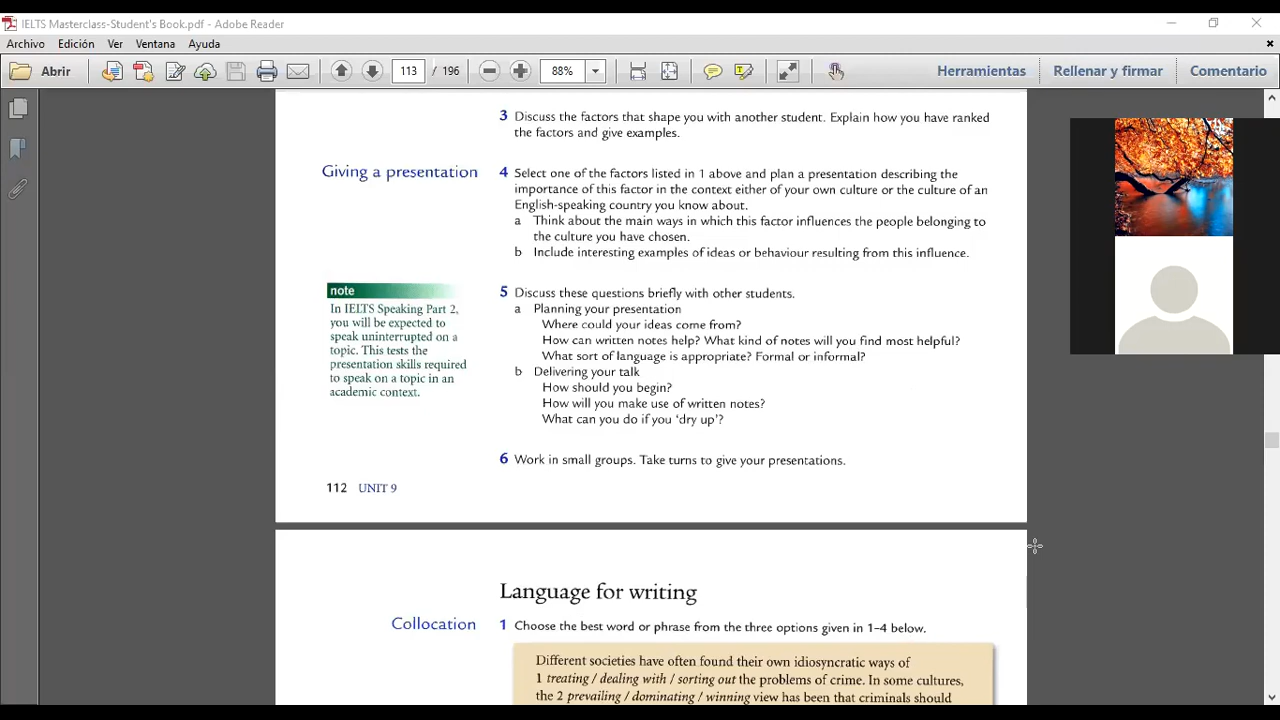 IELTS Masterclass-Student's Book.pdf - Adobe Reader
Archivo Edición Ver Ventana Ayuda
Abrir 113 / 196 88% Herramientas Rellenar y firmar Comentario
3 Discuss the factors that shape you with another student. Explain how you have ranked
the factors and give examples.
Giving a presentation
4 Select one of the factors listed in 1 above and plan a presentation describing the
importance of this factor in the context either of your own culture or the culture of an
English-speaking country you know about.
a Think about the main ways in which this factor influences the people belonging to
the culture you have chosen.
b Include interesting examples of ideas or behaviour resulting from this influence.
note
In IELTS Speaking Part 2,
you will be expected to
speak uninterrupted on a
topic. This tests the
presentation skills required
to speak on a topic in an
academic context.
5 Discuss these questions briefly with other students.
a Planning your presentation
Where could your ideas come from?
How can written notes help? What kind of notes will you find most helpful?
What sort of language is appropriate? Formal or informal?
b Delivering your talk
How should you begin?
How will you make use of written notes?
What can you do if you 'dry up'?
6 Work in small groups. Take turns to give your presentations.
112 UNIT 9
Language for writing
Collocation
1 Choose the best word or phrase from the three options given in 1–4 below.
Different societies have often found their own idiosyncratic ways of
1 treating / dealing with / sorting out the problems of crime. In some cultures,
the 2 prevailing / dominating / winning view has been that criminals should